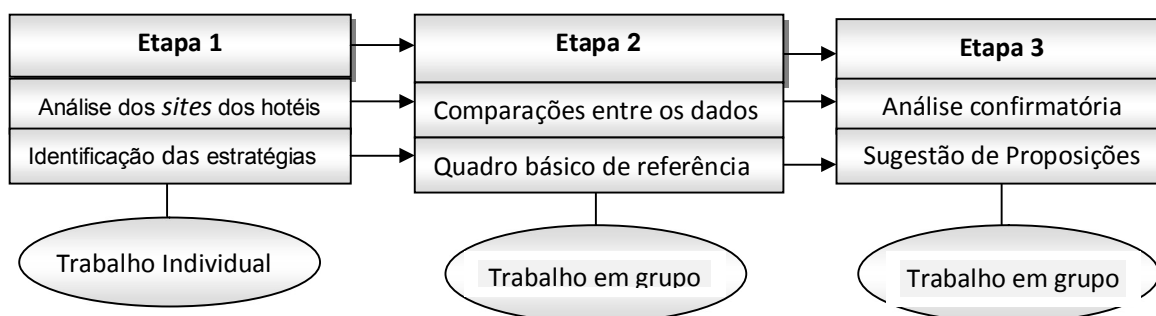 Etapa 1
Análise dos sites dos hotéis
Identificação das estratégias
Trabalho Individual
Etapa 2
Comparações entre os dados
Quadro básico de referência
Trabalho em grupo
Etapa 3
Análise confirmatória
Sugestão de Proposições
Trabalho em grupo